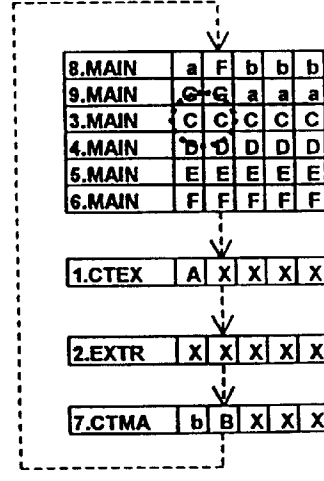 8.MAIN a F b b b
9.MAIN G G a a a
3.MAIN C C C C C
4.MAIN D D D D D
5.MAIN E E E E E
6.MAIN F F F F F
1.CTEX A X X X X
2.EXTR X X X X X
7.CTMA b B X X X